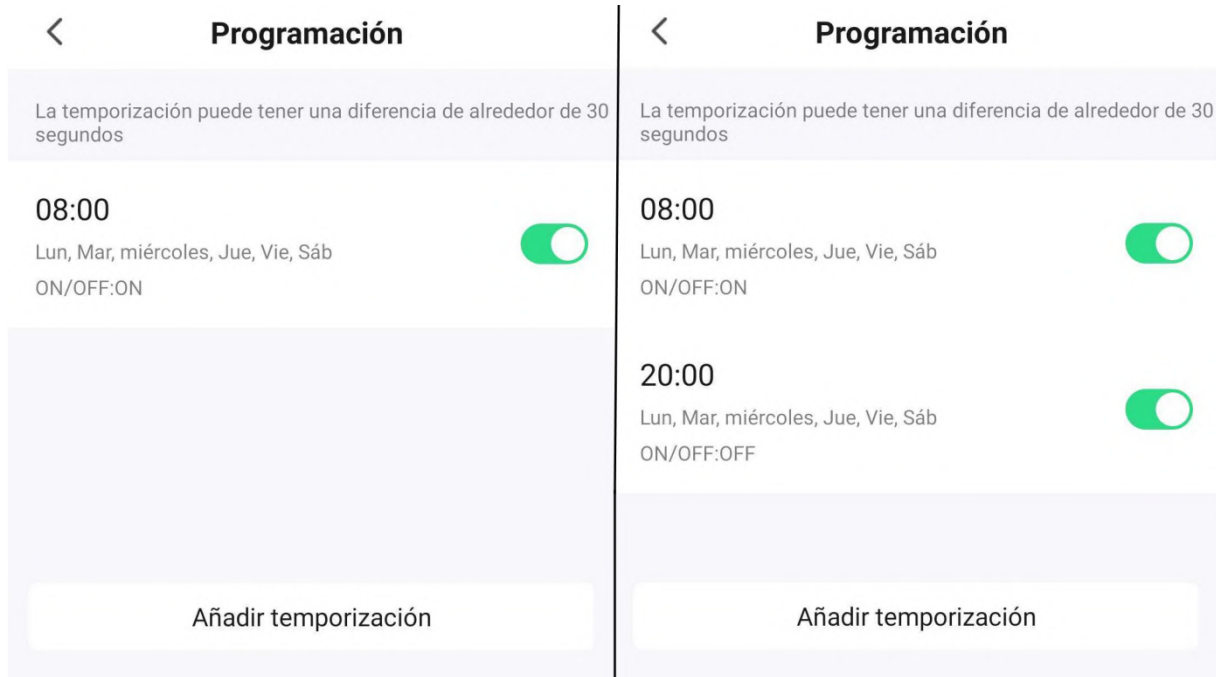 Programación
La temporización puede tener una diferencia de alrededor de 30
segundos
08:00
Lun, Mar, miércoles, Jue, Vie, Sáb
ON/OFF:ON
Añadir temporización
Programación
La temporización puede tener una diferencia de alrededor de 30
segundos
08:00
Lun, Mar, miércoles, Jue, Vie, Sáb
ON/OFF:ON
20:00
Lun, Mar, miércoles, Jue, Vie, Sáb
ON/OFF:OFF
Añadir temporización